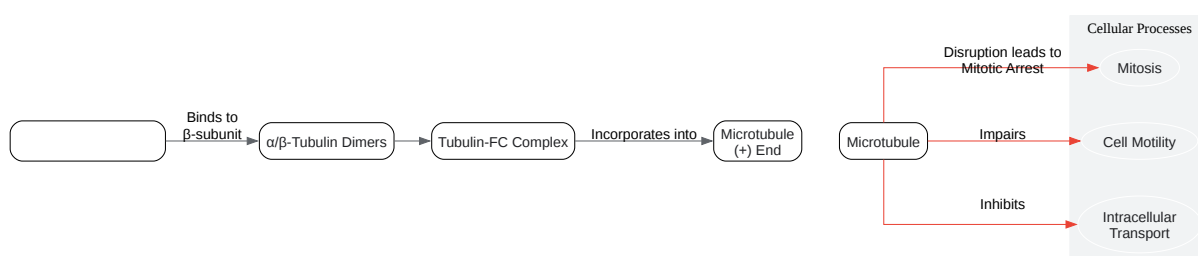 Binds to
β-subunit
α/β-Tubulin Dimers
Tubulin-FC Complex
Incorporates into
Microtubule
(+) End
Microtubule
Disruption leads to
Mitotic Arrest
Impairs
Inhibits
Cellular Processes
Mitosis
Cell Motility
Intracellular
Transport